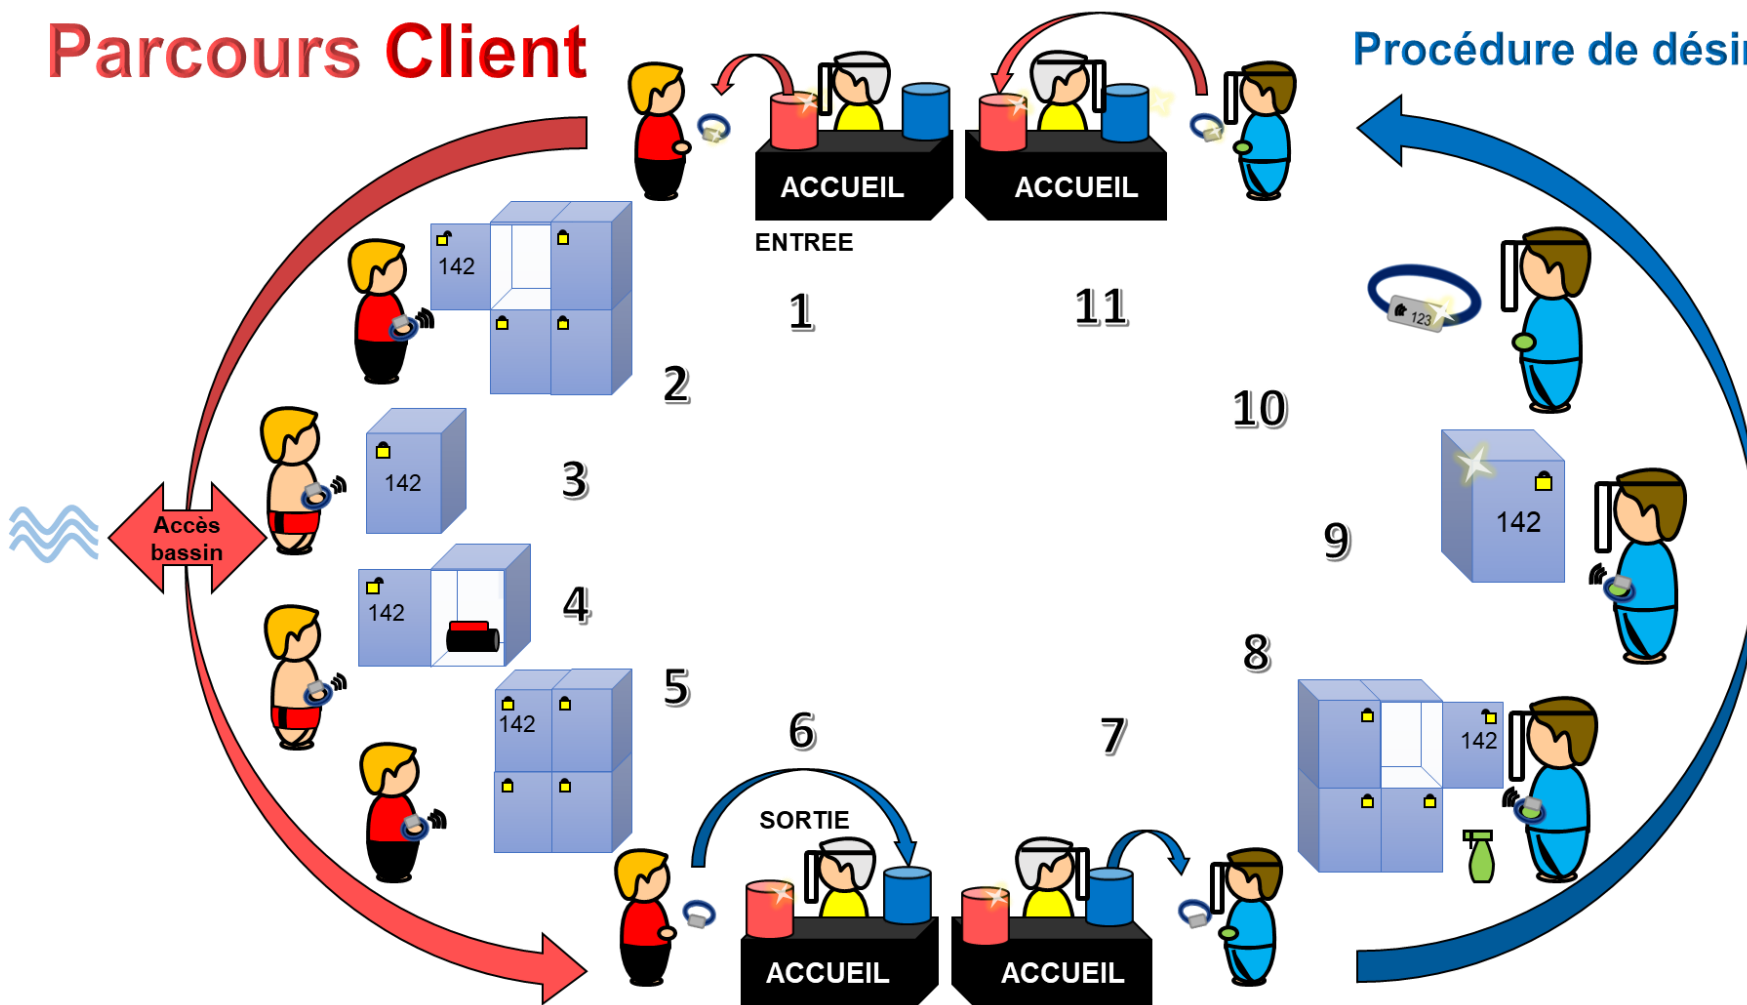 Parcours Client
Procédure de désin
ACCUEIL
ACCUEIL
ENTREE
142
1
11
123
2
10
142
3
142
9
Accès
bassin
142
4
8
5
142
6
7
142
SORTIE
ACCUEIL
ACCUEIL